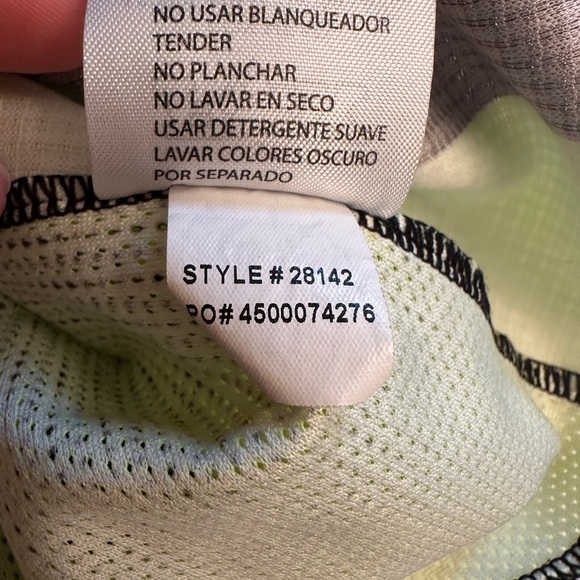 NO USAR BLANQUEADOR
TENDER
NO PLANCHAR
NO LAVAR EN SECO
USAR DETERGENTE SUAVE
LAVAR COLORES OSCURO
POR SEPARADO
STYLE # 28142
PO# 4500074276